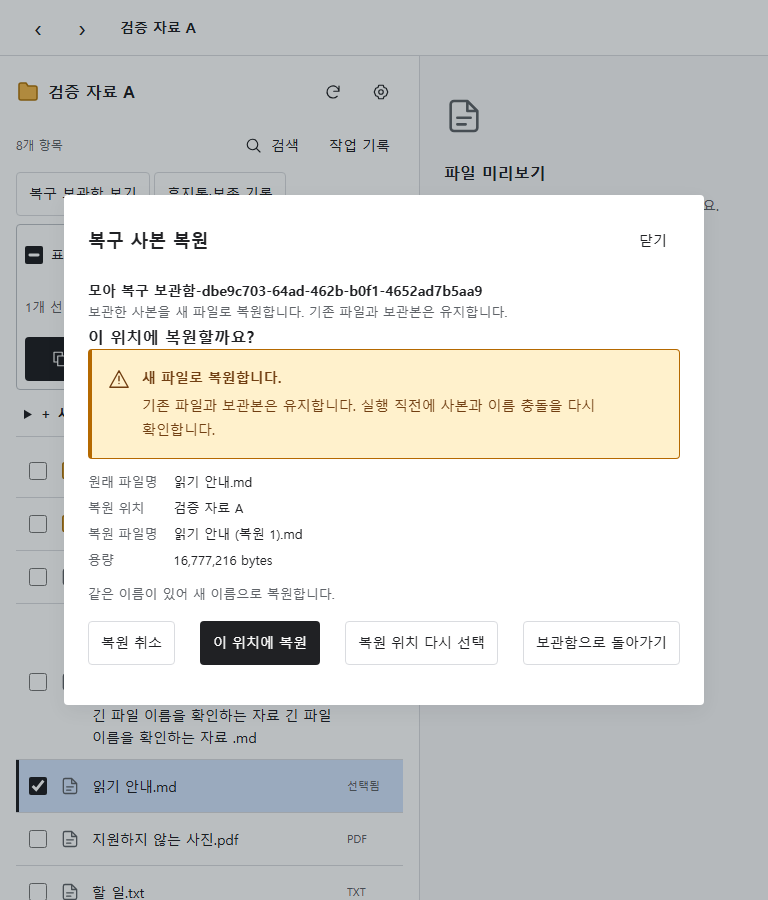 검증 자료 A
검증 자료 A
8개 항목
검색
작업 기록
파일 미리보기
요.
1개 선
복구 사본 복원
닫기
모아 복구 보관함-dbe9c703-64ad-462b-b0f1-4652ad7b5aa9
보관한 사본을 새 파일로 복원합니다. 기존 파일과 보관본은 유지합니다.
이 위치에 복원할까요?
새 파일로 복원합니다.
기존 파일과 보관본은 유지합니다. 실행 직전에 사본과 이름 충돌을 다시
확인합니다.
원래 파일명 읽기 안내.md
복원 위치 검증 자료 A
복원 파일명 읽기 안내 (복원 1).md
용량 16,777,216 bytes
같은 이름이 있어 새 이름으로 복원합니다.
복원 취소
이 위치에 복원
복원 위치 다시 선택
보관함으로 돌아가기
긴 파일 이름을 확인하는 자료 긴 파일
이름을 확인하는 자료 .md
읽기 안내.md 선택됨
지원하지 않는 사진.pdf PDF
할 일.txt TXT